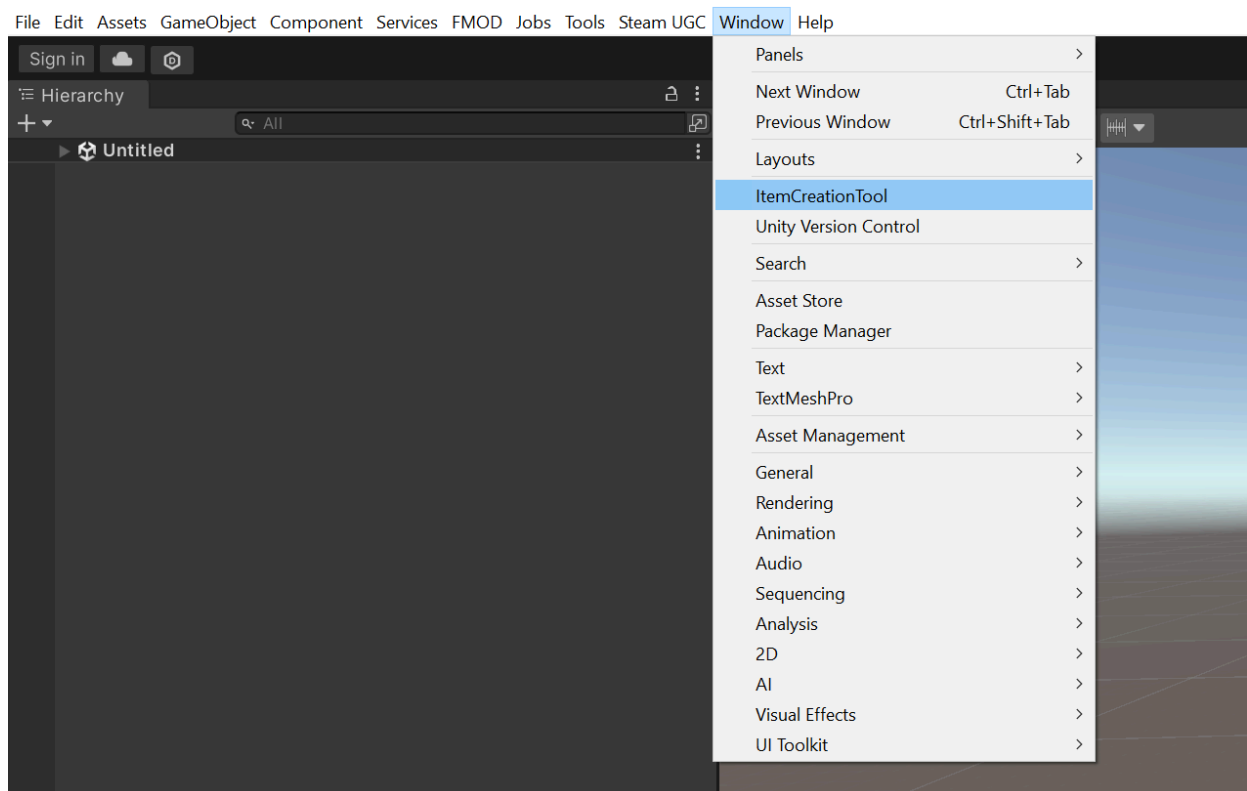 File Edit Assets GameObject Component Services FMOD Jobs Tools Steam UGC Window Help
Sign in
Hierarchy
All
Untitled
Panels
Next Window Ctrl+Tab
Previous Window Ctrl+Shift+Tab
Layouts
ItemCreationTool
Unity Version Control
Search
Asset Store
Package Manager
Text
TextMeshPro
Asset Management
General
Rendering
Animation
Audio
Sequencing
Analysis
2D
AI
Visual Effects
UI Toolkit